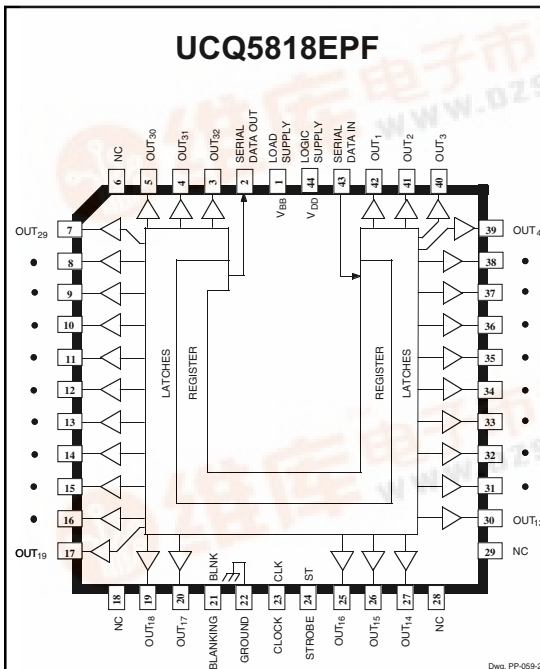 UCQ5818EPF
NC
OUT30
OUT31
OUT32
SERIAL
DATA OUT
LOAD
SUPPLY
LOGIC
SUPPLY
SERIAL
DATA IN
OUT1
OUT2
OUT3
6
5
4
3
2
1
44
43
42
41
40
VBB
VDD
OUT29
7
8
9
10
11
12
13
14
15
16
OUT19
17
LATCHES
REGISTER
REGISTER
LATCHES
39
OUT4
38
37
36
35
34
33
32
31
30
29
NC
BLNK
CLK
ST
18
19
20
21
22
23
24
25
26
27
28
NC
OUT18
OUT17
BLANKING
GROUND
CLOCK
STROBE
OUT16
OUT15
OUT14
NC
Dwg. PP-059-2